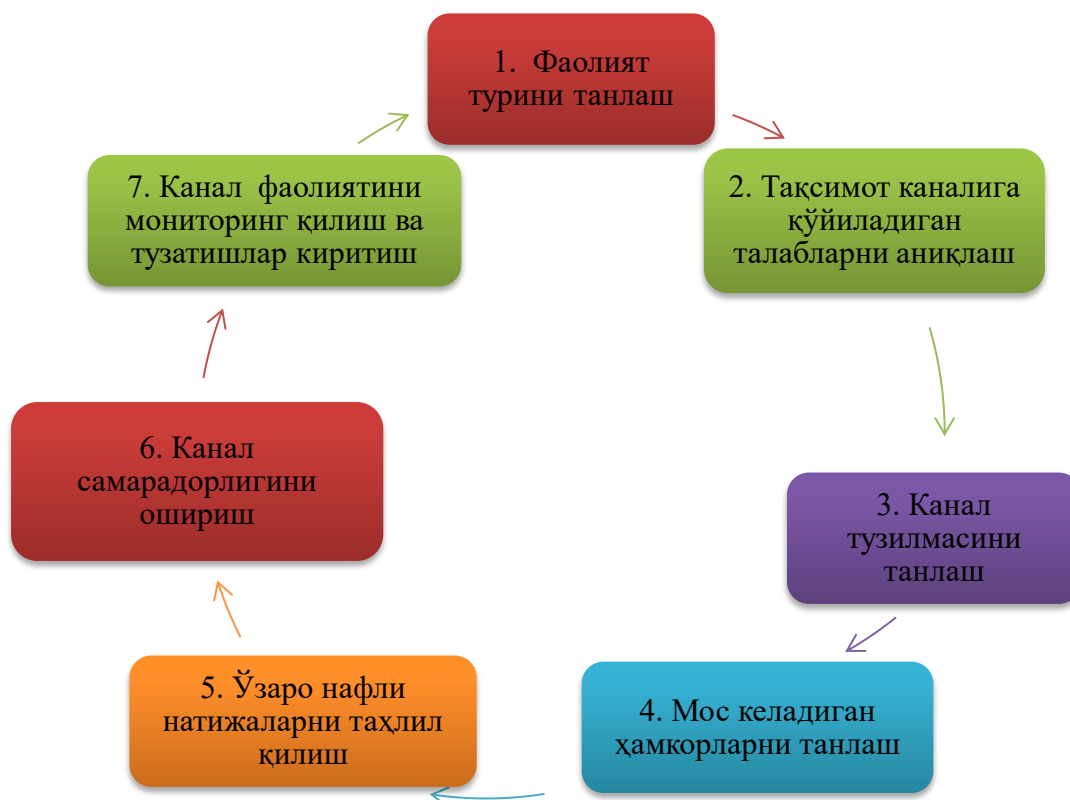 1. Фаолият
турини танлаш
2. Тақсимот каналига
қўйиладиган
талабларни аниқлаш
3. Канал
тузилмасини
танлаш
4. Мос келадиган
ҳамкорларни танлаш
5. Ўзаро нафли
натижаларни таҳлил
қилиш
6. Канал
самарадорлигини
ошириш
7. Канал фаолиятини
мониторинг қилиш ва
тузатишлар киритиш